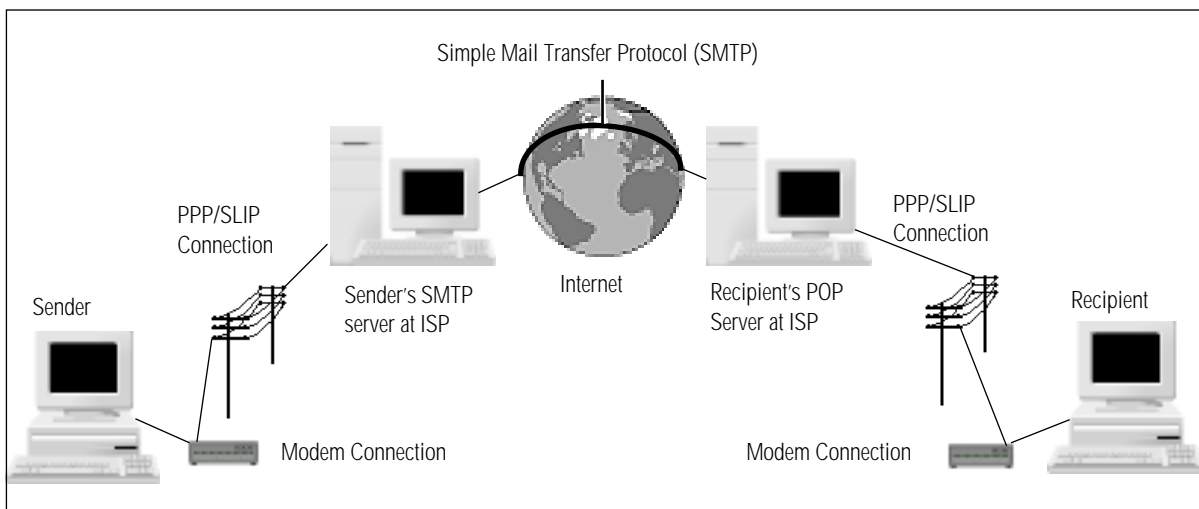 Simple Mail Transfer Protocol (SMTP)
PPP/SLIP
Connection
PPP/SLIP
Connection
Sender's SMTP
server at ISP
Internet
Recipient's POP
Server at ISP
Sender
Recipient
Modem Connection
Modem Connection